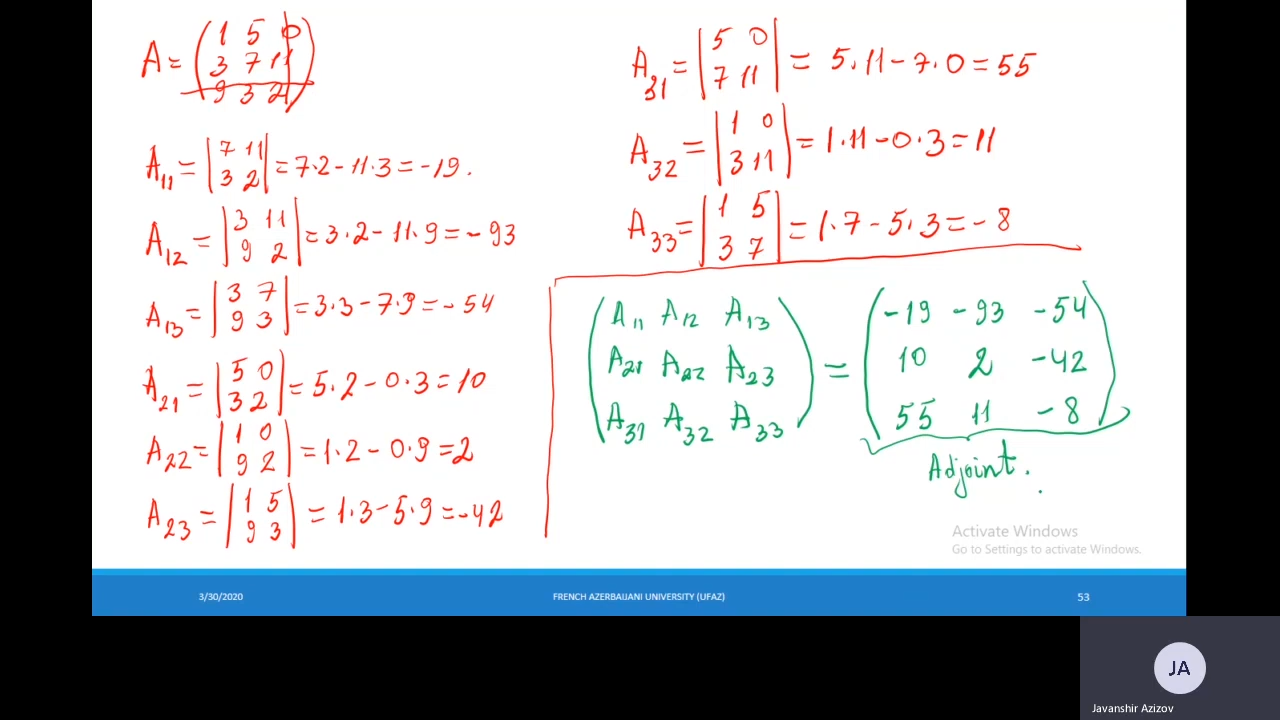 A = ( 1 5 0
3 7 11
9 3 2 )
A₁₁ = | 7 11 / 3 2 | = 7·2 − 11·3 = −19.
A₁₂ = | 3 11 / 9 2 | = 3·2 − 11·9 = −93
A₁₃ = | 3 7 / 9 3 | = 3·3 − 7·9 = −54
A₂₁ = | 5 0 / 3 2 | = 5·2 − 0·3 = 10
A₂₂ = | 1 0 / 9 2 | = 1·2 − 0·9 = 2
A₂₃ = | 1 5 / 9 3 | = 1·3 − 5·9 = −42
A₃₁ = | 5 0 / 7 11 | = 5·11 − 7·0 = 55
A₃₂ = | 1 0 / 3 11 | = 1·11 − 0·3 = 11
A₃₃ = | 1 5 / 3 7 | = 1·7 − 5·3 = −8
( A₁₁ A₁₂ A₁₃ −19 −93 −54
A₂₁ A₂₂ A₂₃ ) = ( 10 2 −42 )
A₃₁ A₃₂ A₃₃ 55 11 −8
Adjoint.
Activate Windows
Go to Settings to activate Windows.
3/30/2020 FRENCH AZERBAIJANI UNIVERSITY (UFAZ) 53
JA
Javanshir Azizov